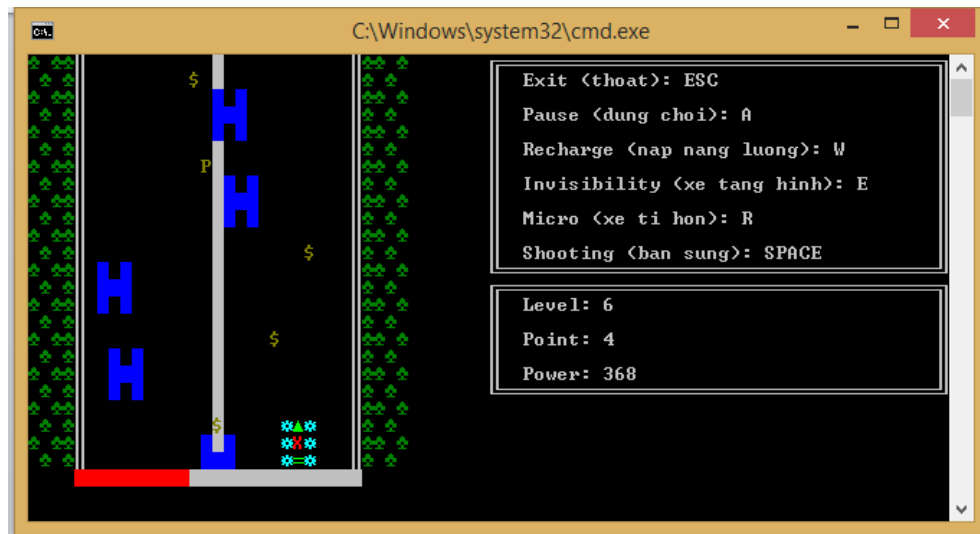 C:\Windows\system32\cmd.exe
Exit (thoat): ESC
Pause (dung choi): A
Recharge (nap nang luong): W
Invisibility (xe tang hinh): E
Micro (xe ti hon): R
Shooting (ban sung): SPACE
Level: 6
Point: 4
Power: 368
$
P
$
$
$